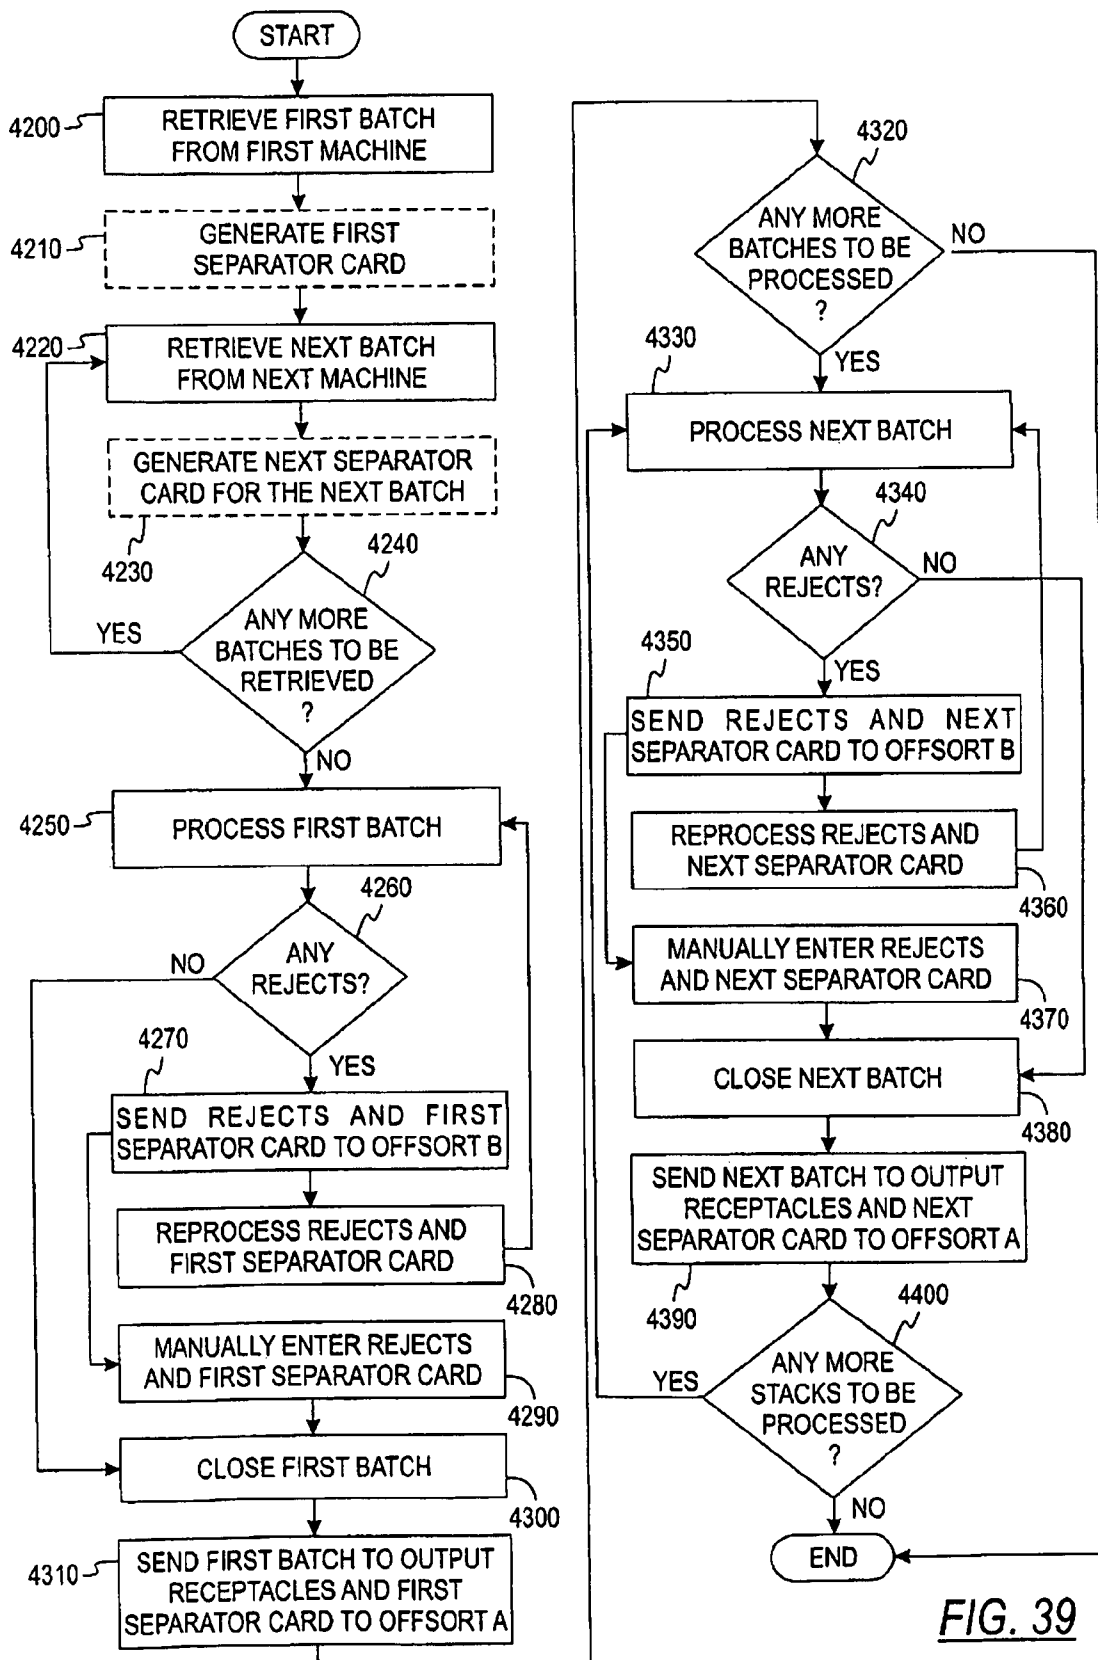 START
4200
RETRIEVE FIRST BATCH
FROM FIRST MACHINE
4210
GENERATE FIRST
SEPARATOR CARD
4220
RETRIEVE NEXT BATCH
FROM NEXT MACHINE
GENERATE NEXT SEPARATOR
CARD FOR THE NEXT BATCH
4230
4240
YES
ANY MORE
BATCHES TO BE
RETRIEVED
?
NO
4250
PROCESS FIRST BATCH
4260
NO
ANY
REJECTS?
4270
YES
SEND REJECTS AND FIRST
SEPARATOR CARD TO OFFSORT B
REPROCESS REJECTS AND
FIRST SEPARATOR CARD
4280
MANUALLY ENTER REJECTS
AND FIRST SEPARATOR CARD
4290
CLOSE FIRST BATCH
4300
4310
SEND FIRST BATCH TO OUTPUT
RECEPTACLES AND FIRST
SEPARATOR CARD TO OFFSORT A
4320
ANY MORE
BATCHES TO BE
PROCESSED
?
NO
4330
YES
PROCESS NEXT BATCH
4340
ANY
REJECTS?
NO
4350
YES
SEND REJECTS AND NEXT
SEPARATOR CARD TO OFFSORT B
REPROCESS REJECTS AND
NEXT SEPARATOR CARD
4360
MANUALLY ENTER REJECTS
AND NEXT SEPARATOR CARD
4370
CLOSE NEXT BATCH
4380
SEND NEXT BATCH TO OUTPUT
RECEPTACLES AND NEXT
SEPARATOR CARD TO OFFSORT A
4390
4400
YES
ANY MORE
STACKS TO BE
PROCESSED
?
NO
END
FIG. 39